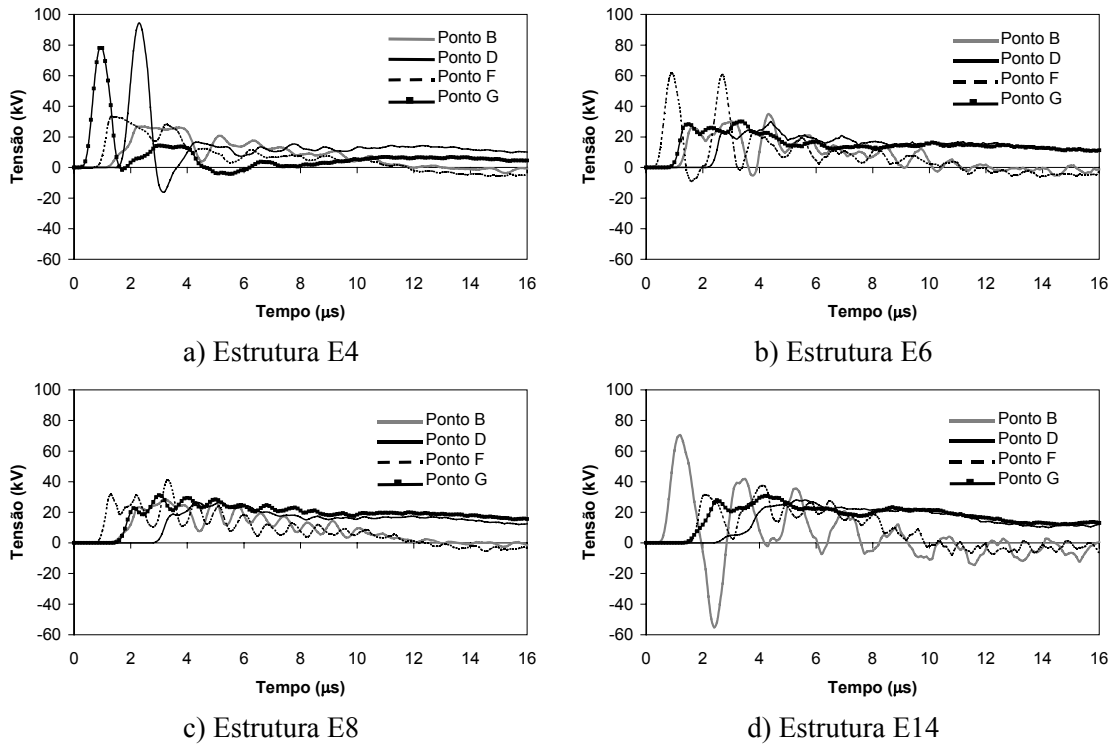 100
80
60
40
20
0
-20
-40
-60
Tensão (kV)
0 2 4 6 8 10 12 14 16
Tempo (μs)
Ponto B
Ponto D
Ponto F
Ponto G
a) Estrutura E4
100
80
60
40
20
0
-20
-40
-60
Tensão (kV)
0 2 4 6 8 10 12 14 16
Tempo (μs)
Ponto B
Ponto D
Ponto F
Ponto G
b) Estrutura E6
100
80
60
40
20
0
-20
-40
-60
Tensão (kV)
0 2 4 6 8 10 12 14 16
Tempo (μs)
Ponto B
Ponto D
Ponto F
Ponto G
c) Estrutura E8
100
80
60
40
20
0
-20
-40
-60
Tensão (kV)
0 2 4 6 8 10 12 14 16
Tempo (μs)
Ponto B
Ponto D
Ponto F
Ponto G
d) Estrutura E14